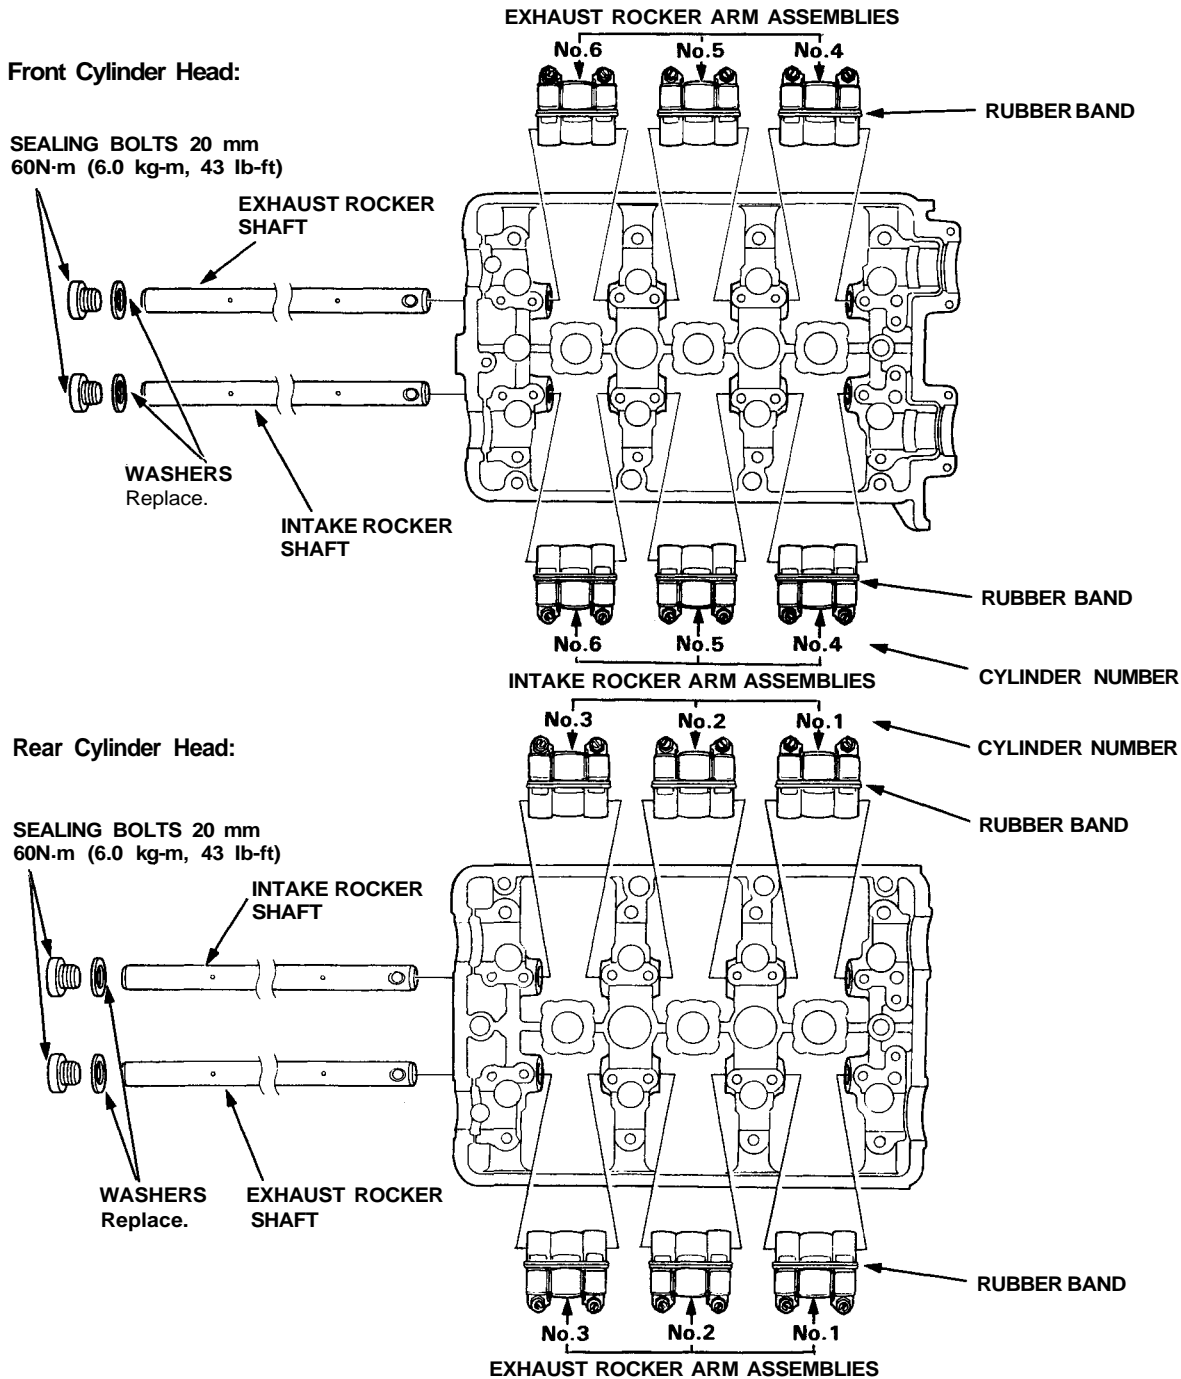 EXHAUST ROCKER ARM ASSEMBLIES
No.6 No.5 No.4
Front Cylinder Head:
RUBBER BAND
SEALING BOLTS 20 mm
60N·m (6.0 kg-m, 43 lb-ft)
EXHAUST ROCKER
SHAFT
WASHERS
Replace.
INTAKE ROCKER
SHAFT
RUBBER BAND
No.6 No.5 No.4
CYLINDER NUMBER
INTAKE ROCKER ARM ASSEMBLIES
No.3 No.2 No.1
Rear Cylinder Head:
CYLINDER NUMBER
RUBBER BAND
SEALING BOLTS 20 mm
60N·m (6.0 kg-m, 43 lb-ft)
INTAKE ROCKER
SHAFT
WASHERS
Replace.
EXHAUST ROCKER
SHAFT
RUBBER BAND
No.3 No.2 No.1
EXHAUST ROCKER ARM ASSEMBLIES